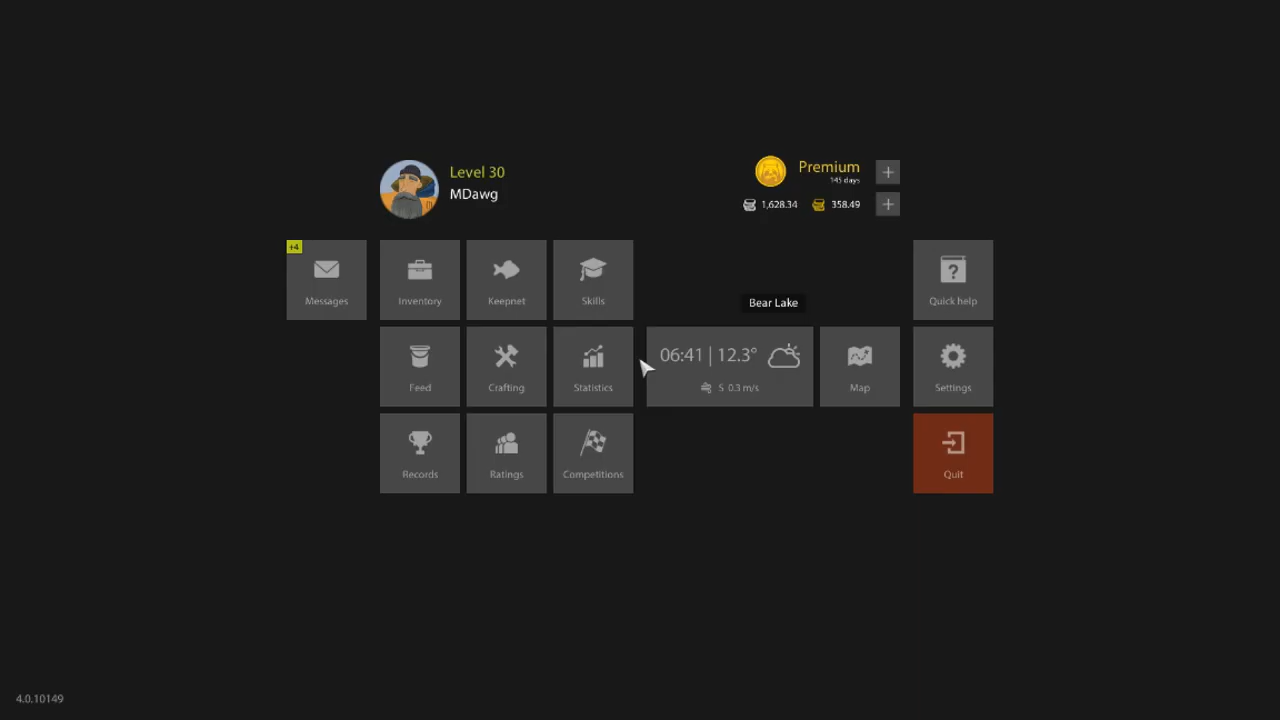 Level 30
MDawg
Premium
145 days
1,628.34
358.49
+4
Messages
Inventory
Keepnet
Skills
Quick help
Bear Lake
Feed
Crafting
Statistics
06:41 | 12.3°
S 0.3 m/s
Map
Settings
Records
Ratings
Competitions
Quit
4.0.10149